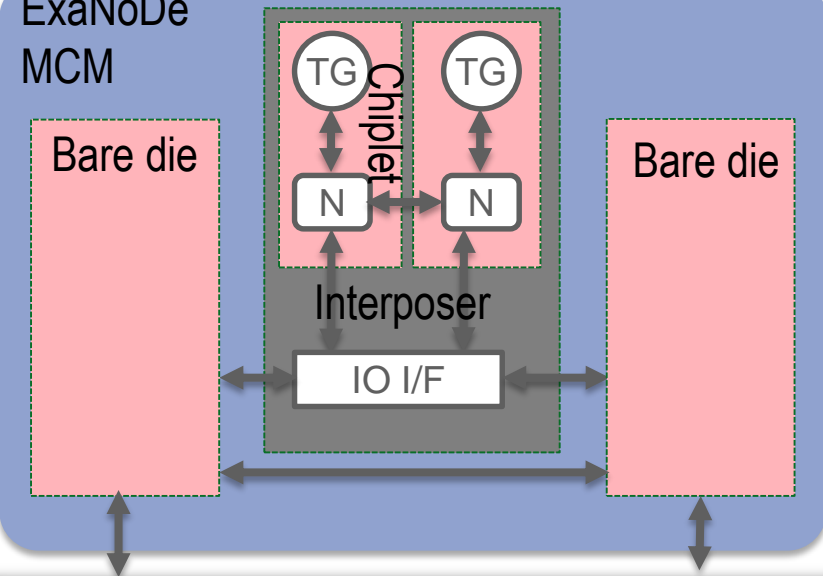 ExaNoDe
MCM
TG
TG
Chiplet
Bare die
Bare die
N
N
Interposer
IO I/F